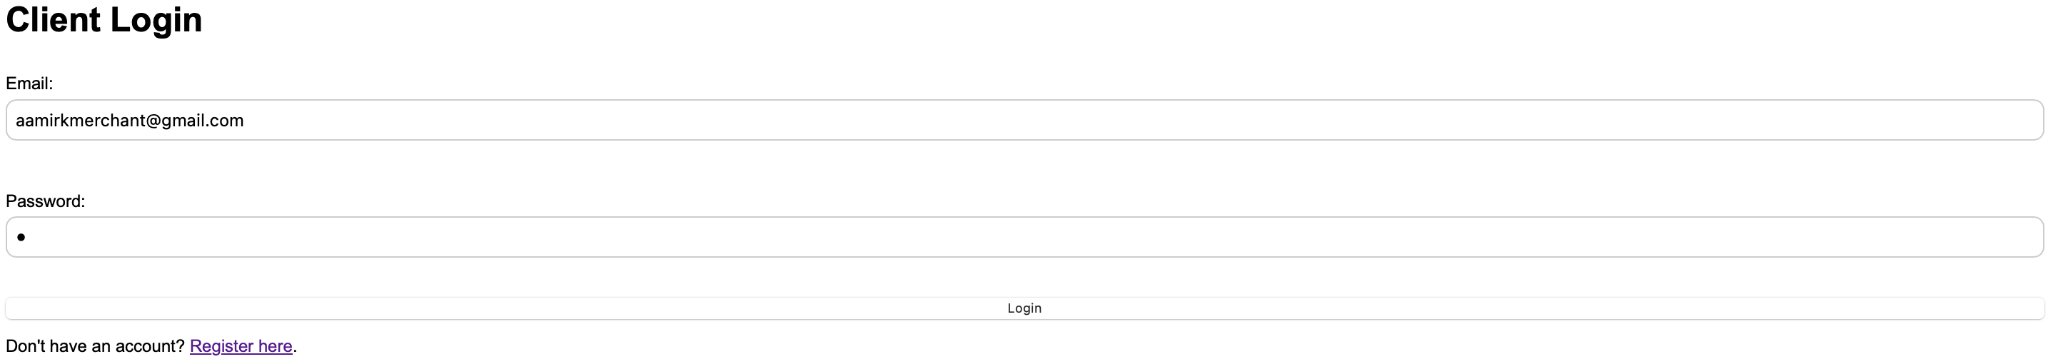 Client Login
Email:
aamirkmerchant@gmail.com
Password:
•
Login
Don't have an account? Register here.